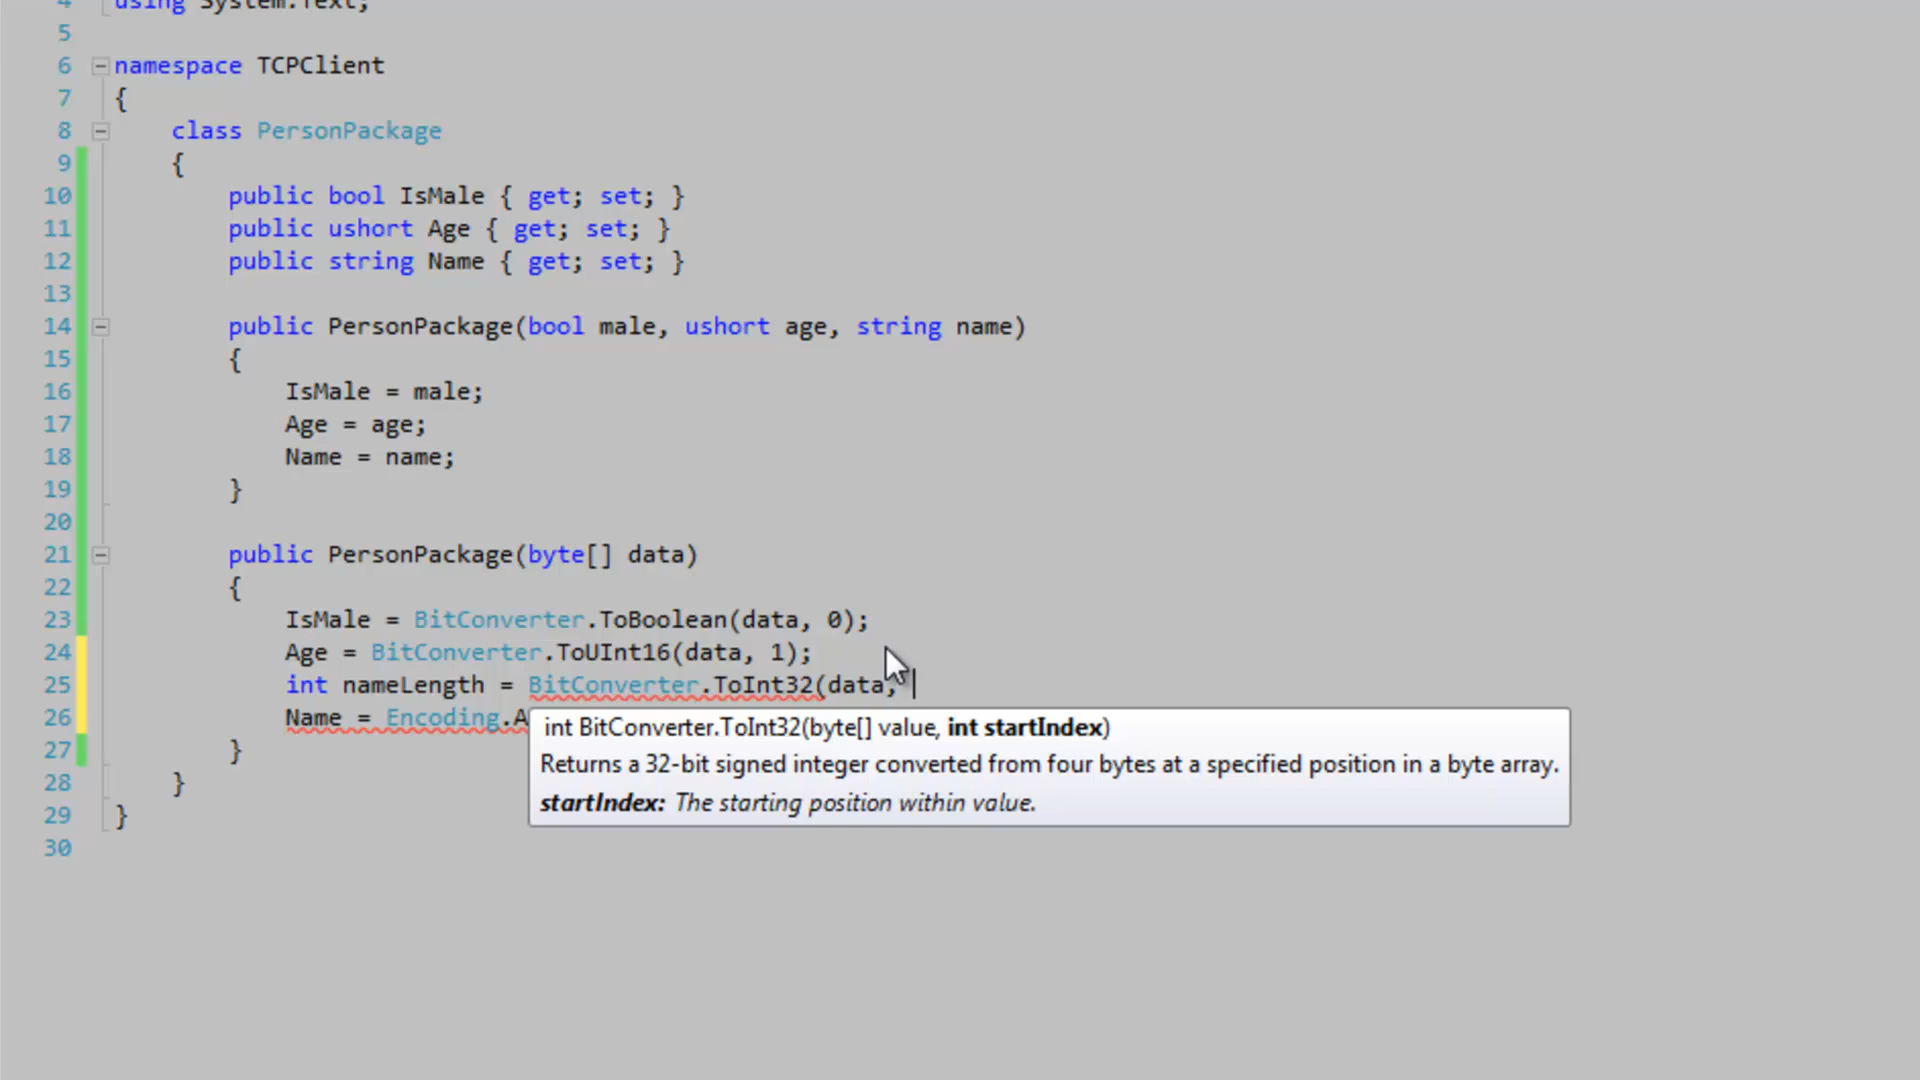 4 using System.Text;
5
6 namespace TCPClient
7 {
8 class PersonPackage
9 {
10 public bool IsMale { get; set; }
11 public ushort Age { get; set; }
12 public string Name { get; set; }
13
14 public PersonPackage(bool male, ushort age, string name)
15 {
16 IsMale = male;
17 Age = age;
18 Name = name;
19 }
20
21 public PersonPackage(byte[] data)
22 {
23 IsMale = BitConverter.ToBoolean(data, 0);
24 Age = BitConverter.ToUInt16(data, 1);
25 int nameLength = BitConverter.ToInt32(data,
26 Name = Encoding.A
int BitConverter.ToInt32(byte[] value, int startIndex)
27 }
Returns a 32-bit signed integer converted from four bytes at a specified position in a byte array.
28 }
startIndex: The starting position within value.
29 }
30